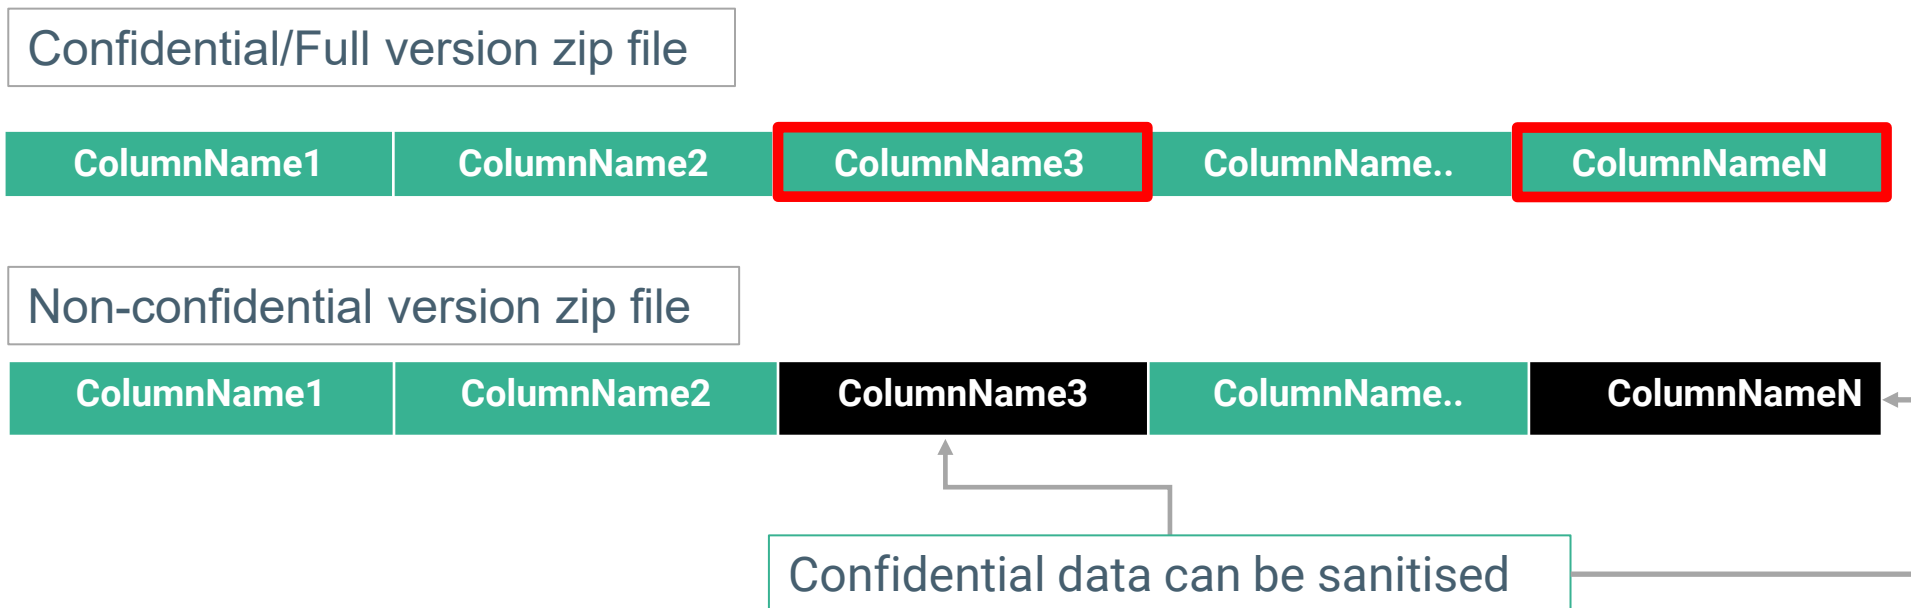 Confidential/Full version zip file
ColumnName1 ColumnName2 ColumnName3 ColumnName.. ColumnNameN
Non-confidential version zip file
ColumnName1 ColumnName2 ColumnName3 ColumnName.. ColumnNameN
Confidential data can be sanitised